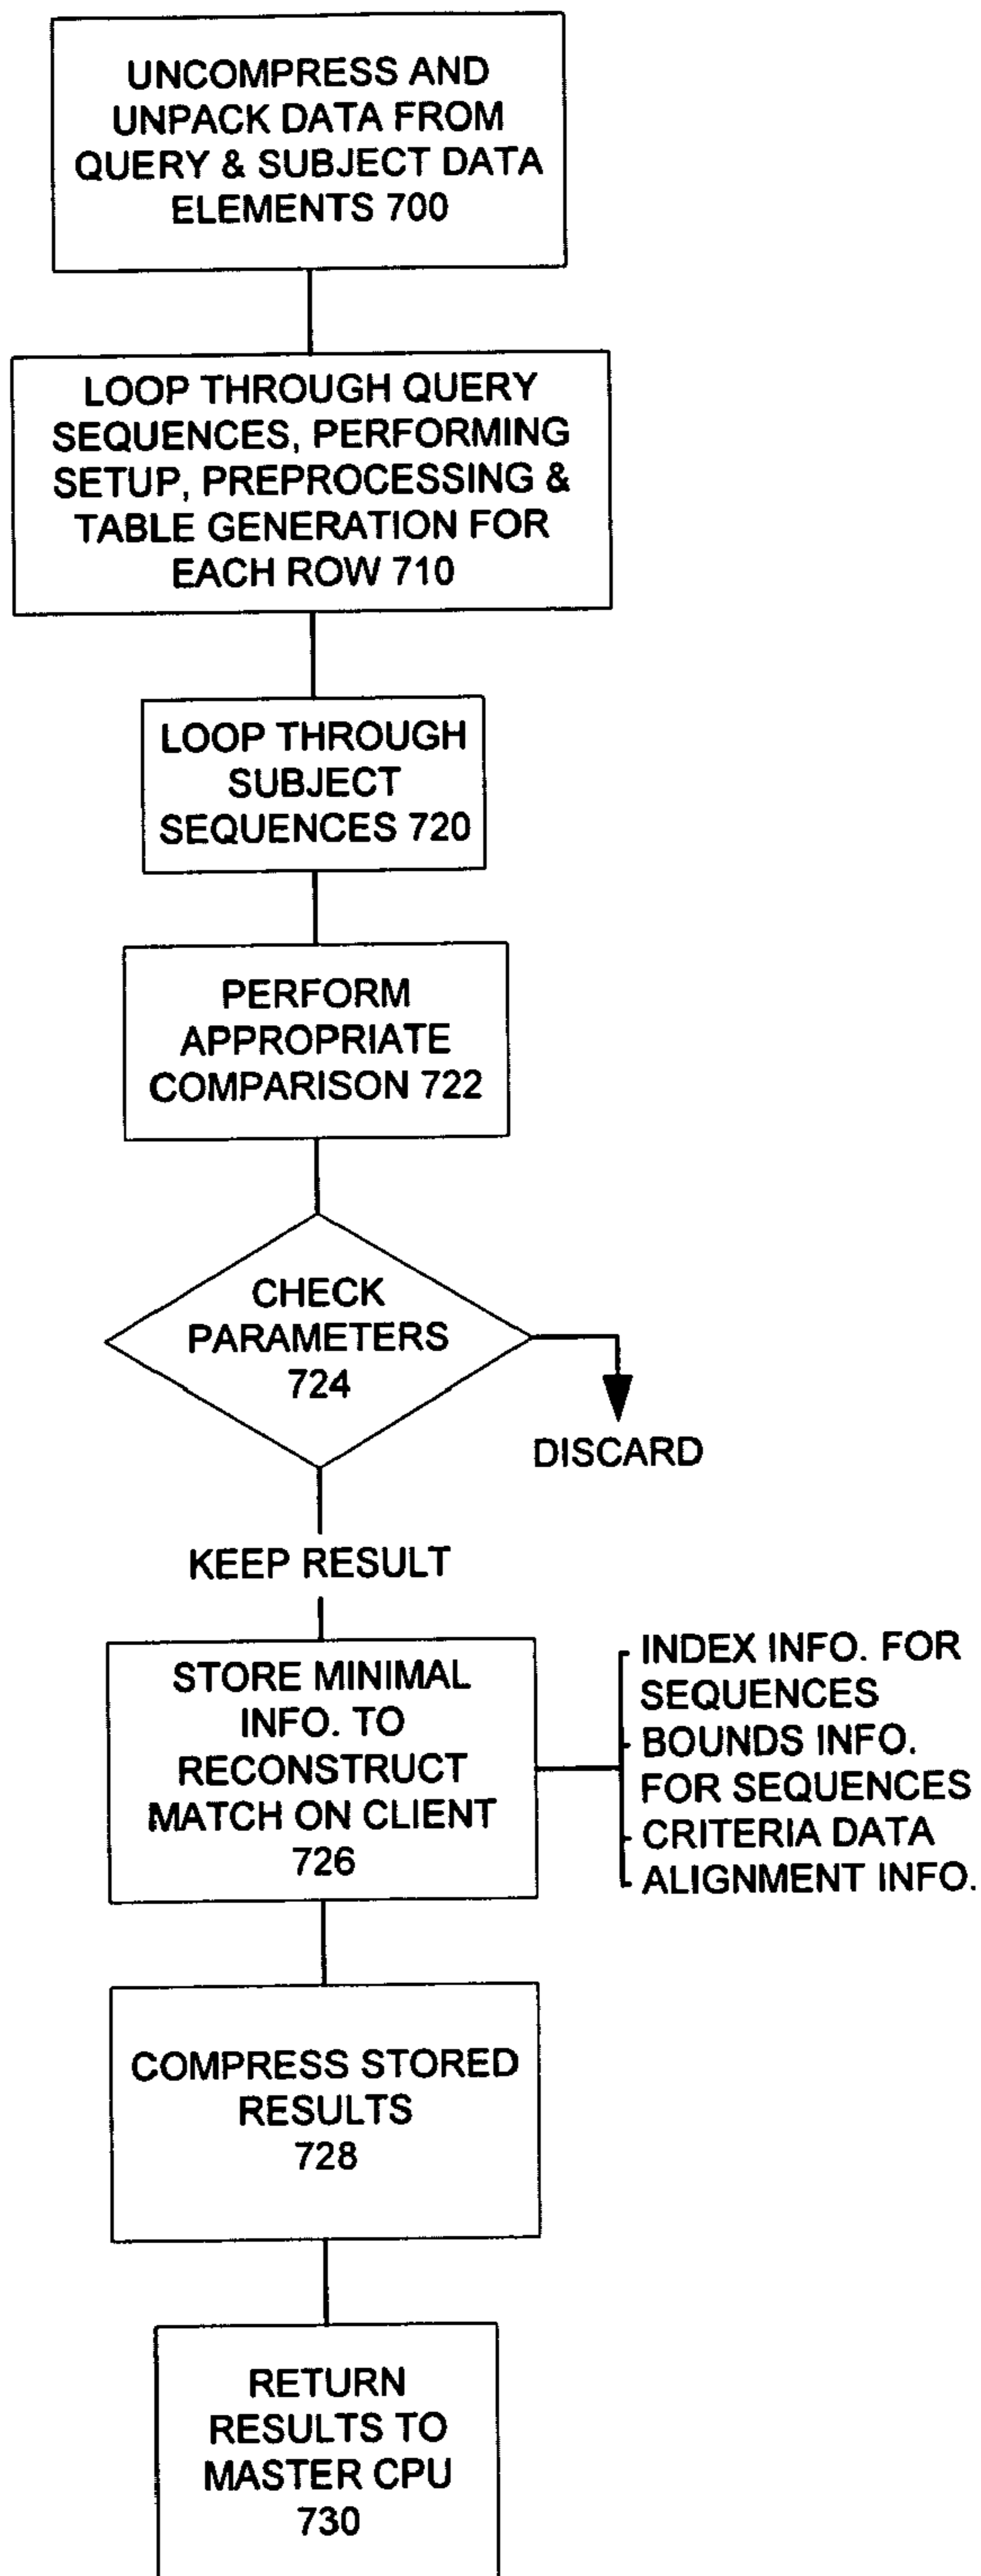 UNCOMPRESS AND
UNPACK DATA FROM
QUERY & SUBJECT DATA
ELEMENTS 700
LOOP THROUGH QUERY
SEQUENCES, PERFORMING
SETUP, PREPROCESSING &
TABLE GENERATION FOR
EACH ROW 710
LOOP THROUGH
SUBJECT
SEQUENCES 720
PERFORM
APPROPRIATE
COMPARISON 722
CHECK
PARAMETERS
724
DISCARD
KEEP RESULT
STORE MINIMAL
INFO. TO
RECONSTRUCT
MATCH ON CLIENT
726
INDEX INFO. FOR
SEQUENCES
BOUNDS INFO.
FOR SEQUENCES
CRITERIA DATA
ALIGNMENT INFO.
COMPRESS STORED
RESULTS
728
RETURN
RESULTS TO
MASTER CPU
730